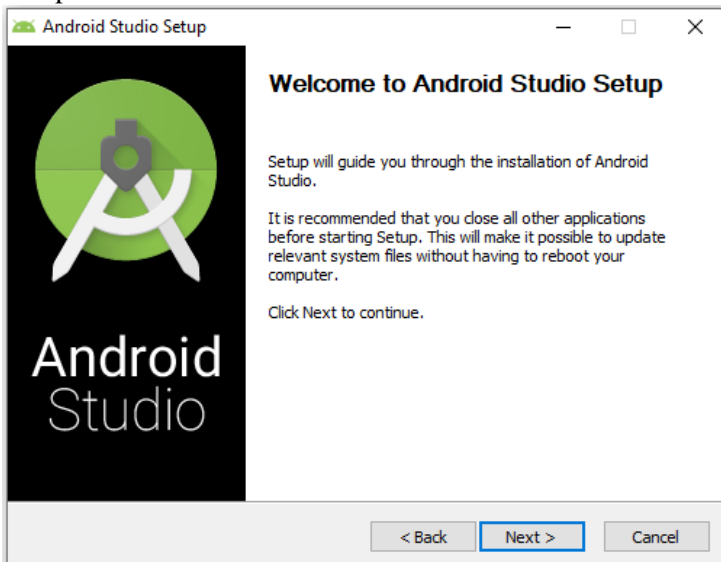 Android Studio Setup
Welcome to Android Studio Setup
Setup will guide you through the installation of Android
Studio.
It is recommended that you close all other applications
before starting Setup. This will make it possible to update
relevant system files without having to reboot your
computer.
Click Next to continue.
Android
Studio
< Back Next > Cancel